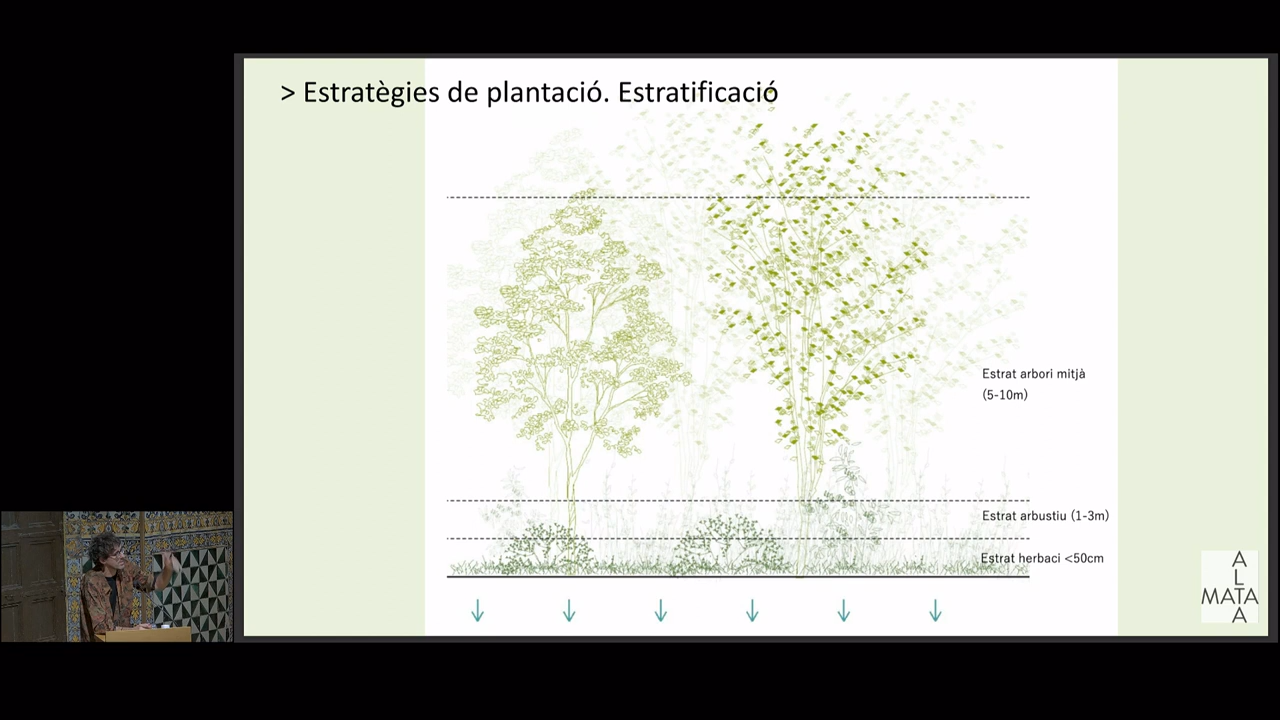 > Estratègies de plantació. Estratificació
Estrat arbori mitjà
(5-10m)
Estrat arbustiu (1-3m)
Estrat herbaci <50cm
A
L
MATA
A